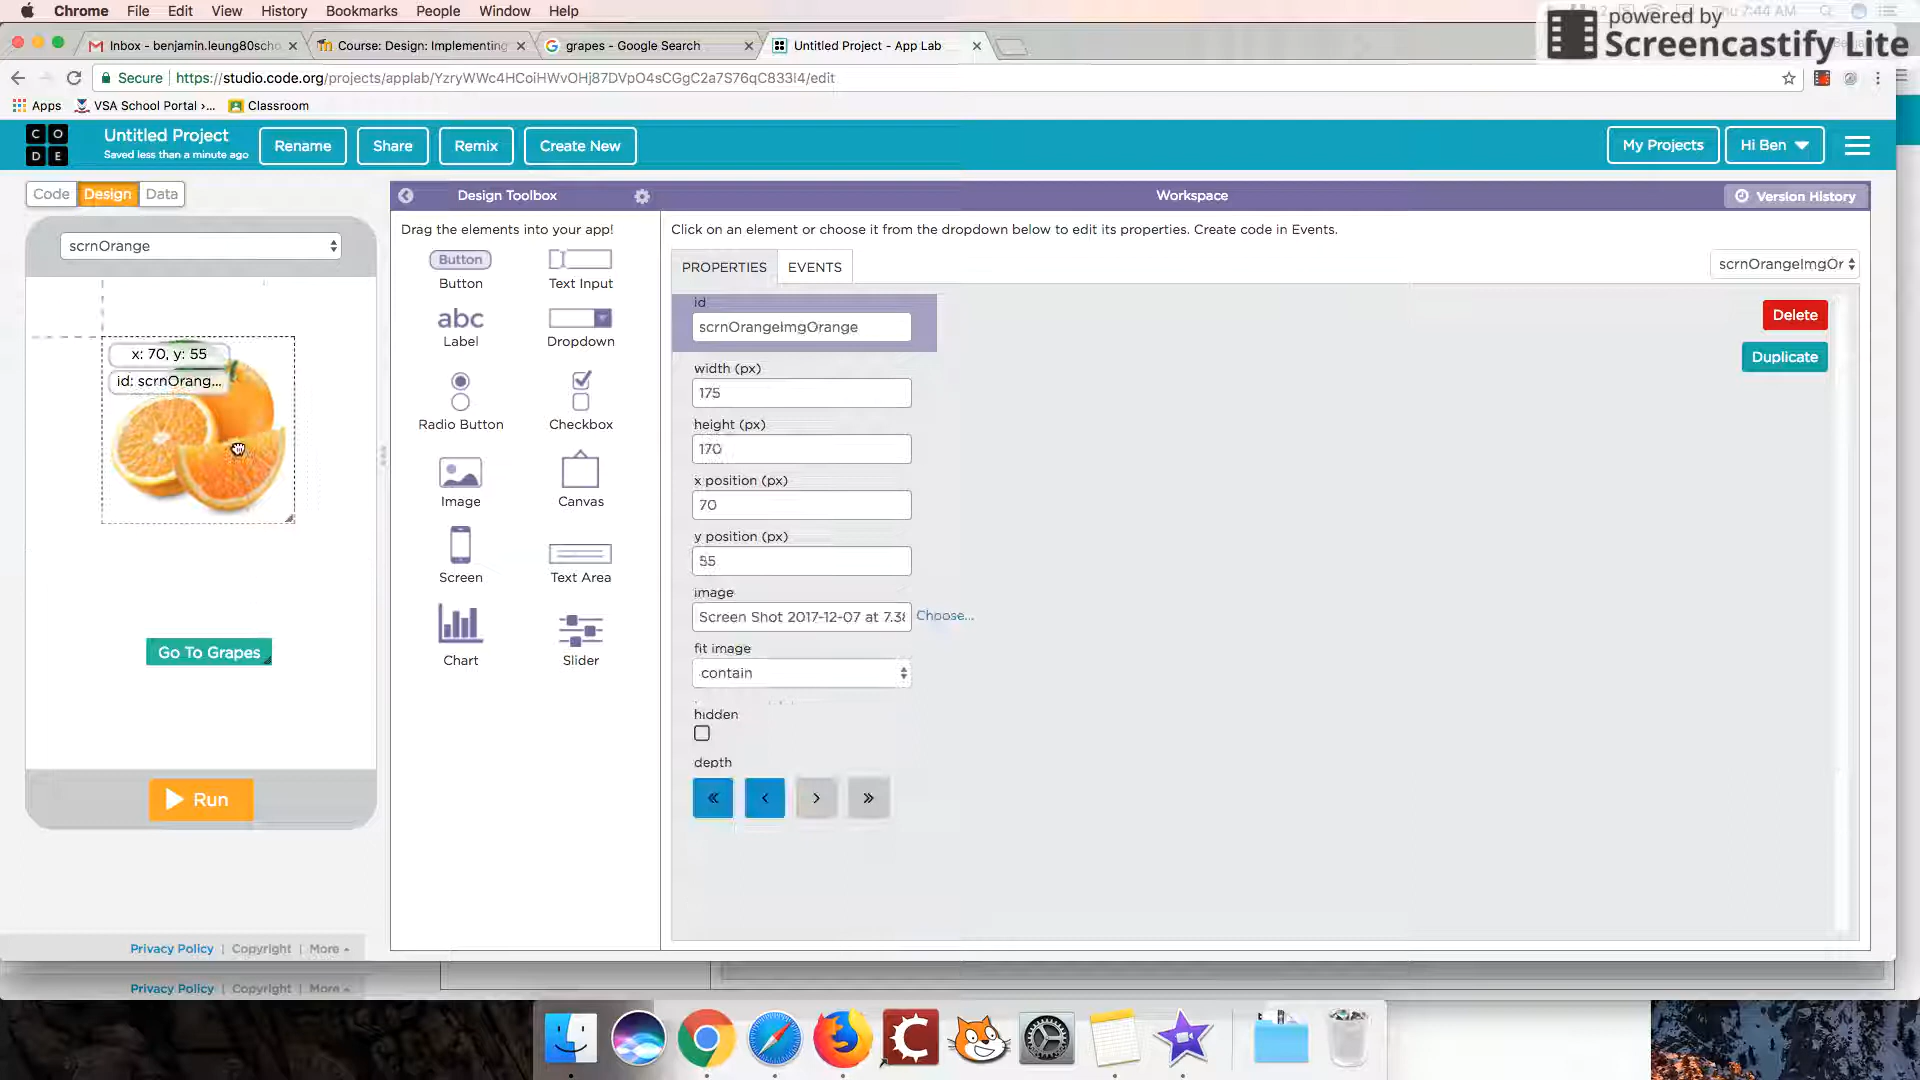 Chrome File Edit View History Bookmarks People Window Help
Thu 7:44 AM
powered by
Screencastify Lite
Inbox - benjamin.leung80scho
Course: Design: Implementing
grapes - Google Search
Untitled Project - App Lab
Secure https://studio.code.org/projects/applab/YzryWWc4HCoiHWvOHj87DVpO4sCGgC2a7S76qC833I4/edit
Apps VSA School Portal ›... Classroom
C O
D E
Untitled Project
Saved less than a minute ago
Rename Share Remix Create New My Projects Hi Ben
Code Design Data
Design Toolbox Workspace Version History
Drag the elements into your app!
Click on an element or choose it from the dropdown below to edit its properties. Create code in Events.
scrnOrange
PROPERTIES EVENTS
scrnOrangeImgOr
Button
Button
Text Input
abc
Label
Dropdown
Radio Button
Checkbox
Image
Canvas
Screen
Text Area
Chart
Slider
x: 70, y: 55
id: scrnOrang...
Go To Grapes
Run
id
scrnOrangeImgOrange
width (px)
175
height (px)
170
x position (px)
70
y position (px)
55
image
Screen Shot 2017-12-07 at 7.38
Choose...
fit image
contain
hidden
depth
Delete
Duplicate
Privacy Policy | Copyright | More
Privacy Policy | Copyright | More